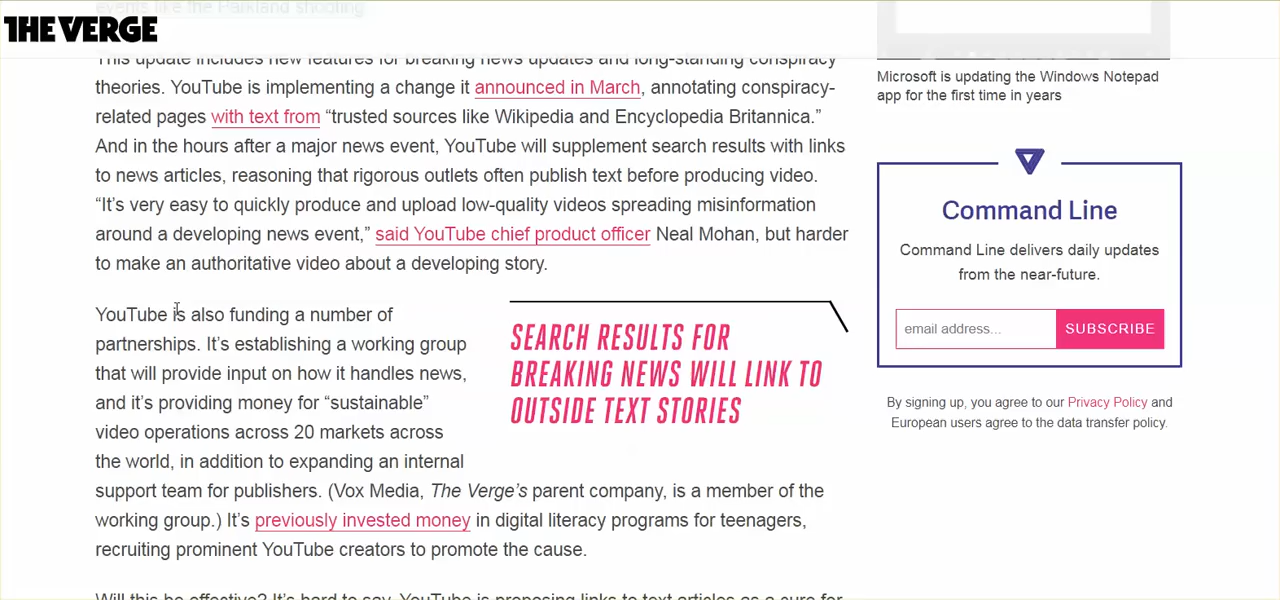 events like the Parkland shooting
THE VERGE
This update includes new features for breaking news updates and long-standing conspiracy
theories. YouTube is implementing a change it announced in March, annotating conspiracy-
related pages with text from “trusted sources like Wikipedia and Encyclopedia Britannica.”
And in the hours after a major news event, YouTube will supplement search results with links
to news articles, reasoning that rigorous outlets often publish text before producing video.
“It’s very easy to quickly produce and upload low-quality videos spreading misinformation
around a developing news event,” said YouTube chief product officer Neal Mohan, but harder
to make an authoritative video about a developing story.
YouTube is also funding a number of
partnerships. It’s establishing a working group
that will provide input on how it handles news,
and it’s providing money for “sustainable”
video operations across 20 markets across
the world, in addition to expanding an internal
support team for publishers. (Vox Media, The Verge’s parent company, is a member of the
working group.) It’s previously invested money in digital literacy programs for teenagers,
recruiting prominent YouTube creators to promote the cause.
SEARCH RESULTS FOR
BREAKING NEWS WILL LINK TO
OUTSIDE TEXT STORIES
Will this be effective? It’s hard to say. YouTube is proposing links to text articles as a cure for
Microsoft is updating the Windows Notepad
app for the first time in years
Command Line
Command Line delivers daily updates
from the near-future.
email address...
SUBSCRIBE
By signing up, you agree to our Privacy Policy and
European users agree to the data transfer policy.